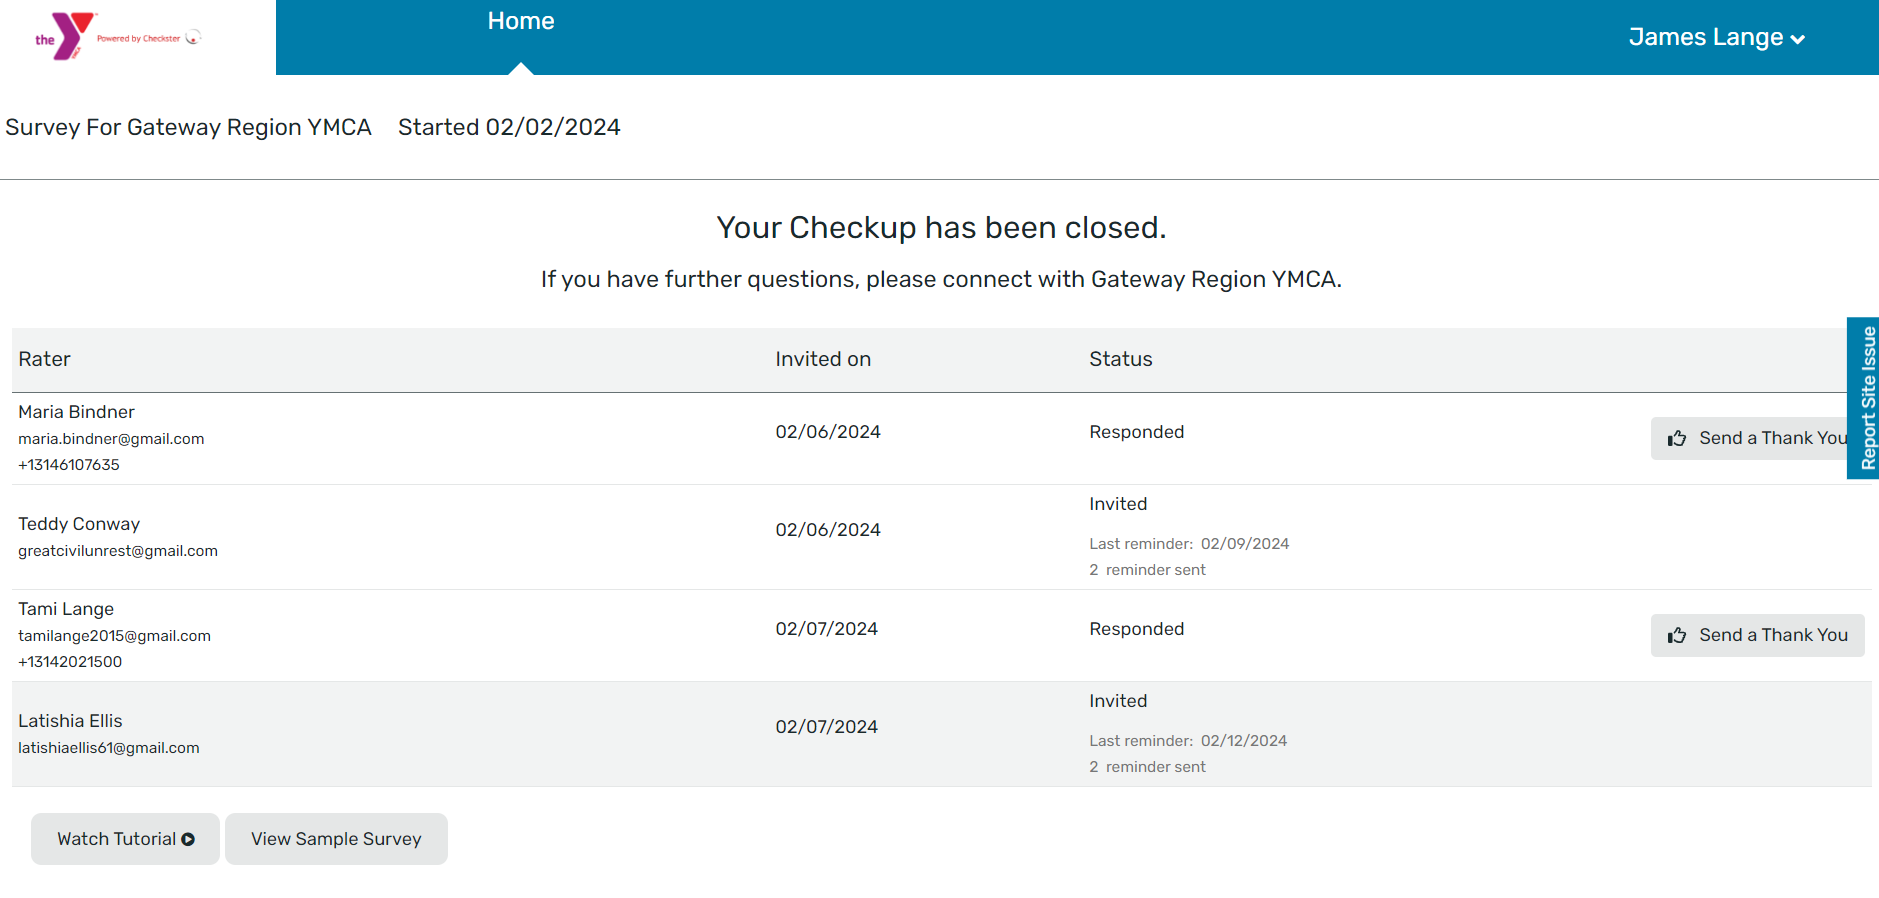 the Powered by Checkster
Home
James Lange
Survey For Gateway Region YMCA Started 02/02/2024
Your Checkup has been closed.
If you have further questions, please connect with Gateway Region YMCA.
Report Site Issue
Rater Invited on Status
Maria Bindner
maria.bindner@gmail.com
+13146107635
02/06/2024
Responded
Send a Thank You
Teddy Conway
greatcivilunrest@gmail.com
02/06/2024
Invited
Last reminder: 02/09/2024
2 reminder sent
Tami Lange
tamilange2015@gmail.com
+13142021500
02/07/2024
Responded
Send a Thank You
Latishia Ellis
latishiaellis61@gmail.com
02/07/2024
Invited
Last reminder: 02/12/2024
2 reminder sent
Watch Tutorial
View Sample Survey